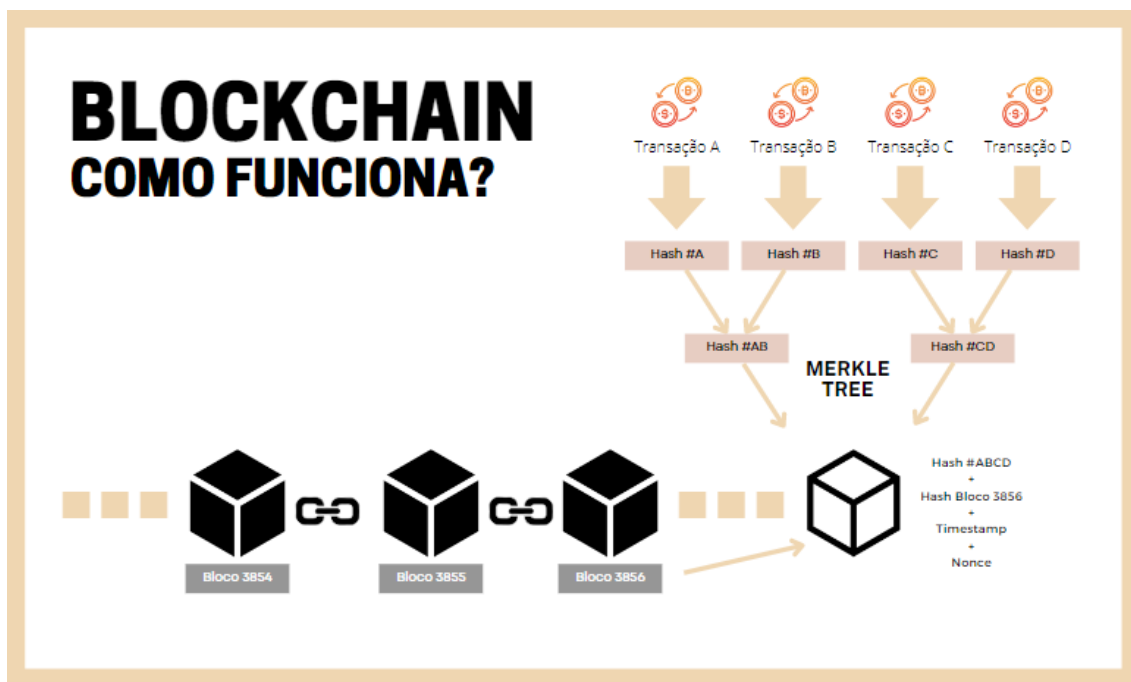 BLOCKCHAIN
COMO FUNCIONA?
Transação A
Transação B
Transação C
Transação D
Hash #A
Hash #B
Hash #C
Hash #D
Hash #AB
Hash #CD
MERKLE
TREE
Hash #ABCD
+
Hash Bloco 3856
+
Timestamp
+
Nonce
Bloco 3854
Bloco 3855
Bloco 3856